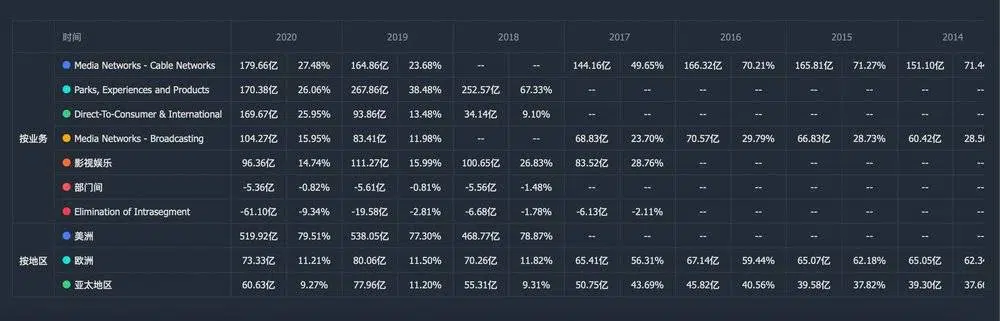 时间 2020 2019 2018 2017 2016 2015 2014
Media Networks - Cable Networks 179.66亿 27.48% 164.86亿 23.68% -- -- 144.16亿 49.65% 166.32亿 70.21% 165.81亿 71.27% 151.10亿 71.4
Parks, Experiences and Products 170.38亿 26.06% 267.86亿 38.48% 252.57亿 67.33% -- -- -- -- -- -- -- --
Direct-To-Consumer & International 169.67亿 25.95% 93.86亿 13.48% 34.14亿 9.10% -- -- -- -- -- -- -- --
按业务 Media Networks - Broadcasting 104.27亿 15.95% 83.41亿 11.98% -- -- 68.83亿 23.70% 70.57亿 29.79% 66.83亿 28.73% 60.42亿 28.5
影视娱乐 96.36亿 14.74% 111.27亿 15.99% 100.65亿 26.83% 83.52亿 28.76% -- -- -- -- -- --
部门间 -5.36亿 -0.82% -5.61亿 -0.81% -5.56亿 -1.48% -- -- -- -- -- -- -- --
Elimination of Intrasegment -61.10亿 -9.34% -19.58亿 -2.81% -6.68亿 -1.78% -6.13亿 -2.11% -- -- -- -- -- --
美洲 519.92亿 79.51% 538.05亿 77.30% 468.77亿 78.87% -- -- -- -- -- -- -- --
按地区 欧洲 73.33亿 11.21% 80.06亿 11.50% 70.26亿 11.82% 65.41亿 56.31% 67.14亿 59.44% 65.07亿 62.18% 65.05亿 62.3
亚太地区 60.63亿 9.27% 77.96亿 11.20% 55.31亿 9.31% 50.75亿 43.69% 45.82亿 40.56% 39.58亿 37.82% 39.30亿 37.6